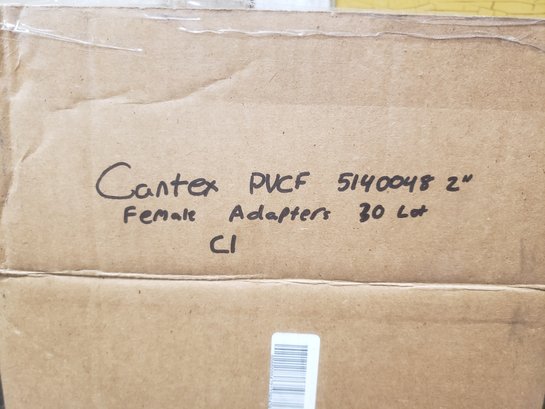 Cantex PVCF 5140048 2"
Female Adapters 30 Lot
C1